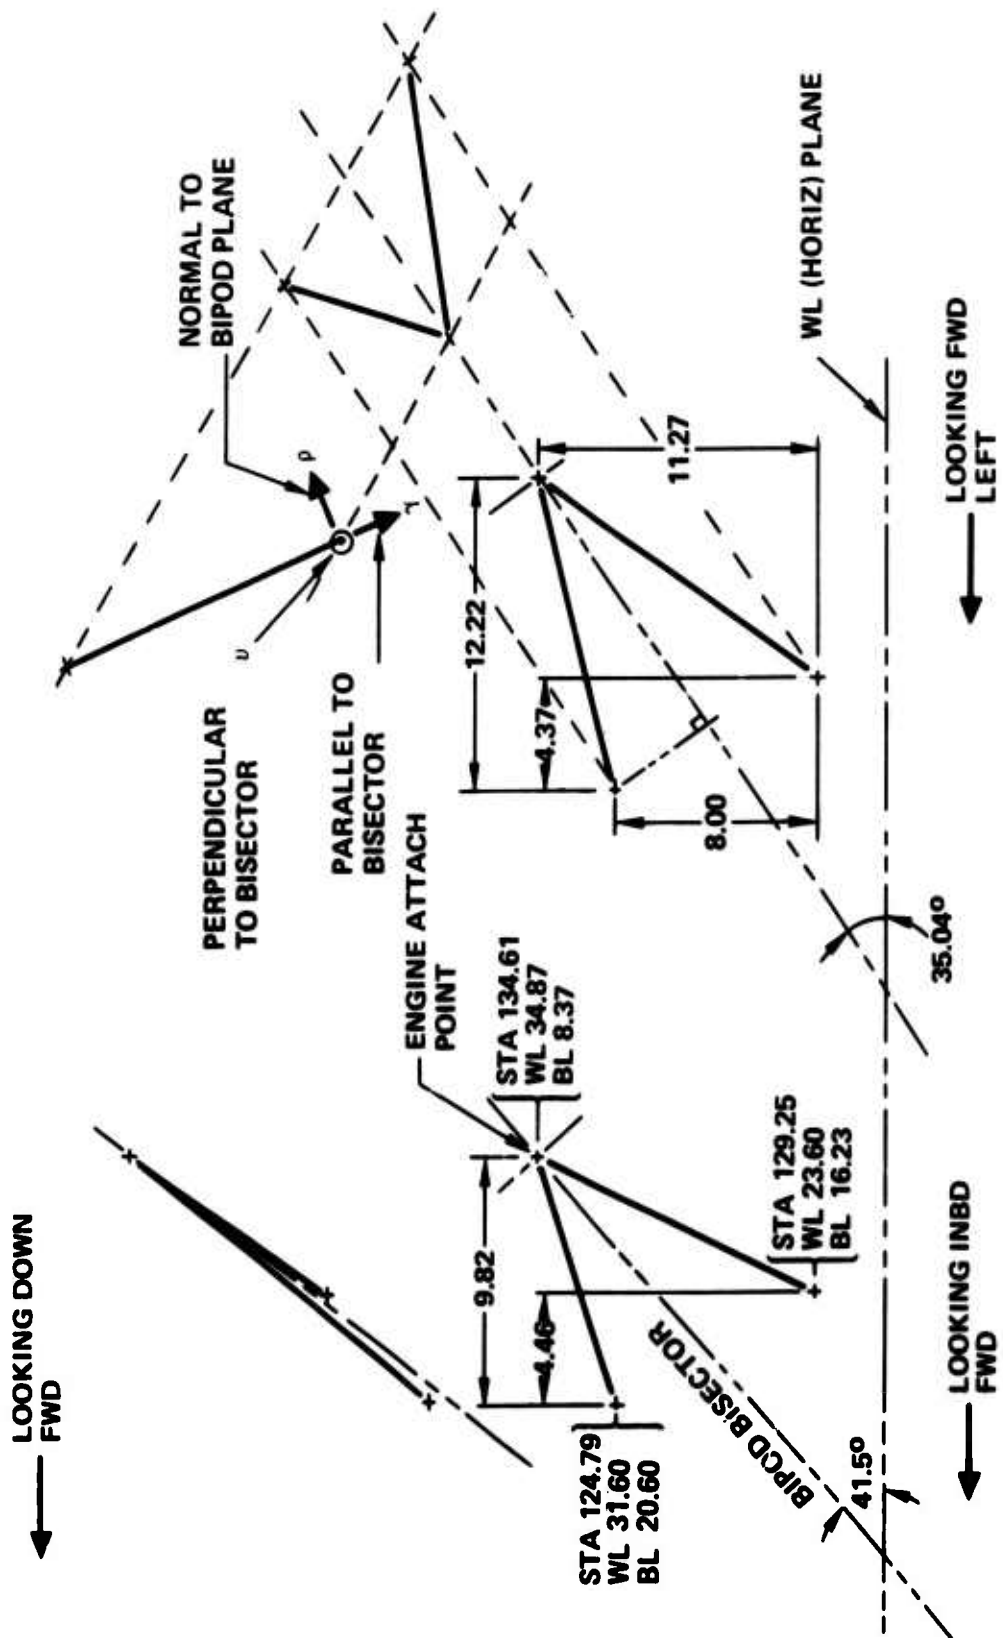 LOOKING DOWN
FWD
NORMAL TO
BIPOD PLANE
PERPENDICULAR
TO BISECTOR
υ
ρ
PARALLEL TO
BISECTOR
ENGINE ATTACH
POINT
STA 134.61
WL 34.87
BL 8.37
9.82
4.46
STA 124.79
WL 31.60
BL 20.60
STA 129.25
WL 23.60
BL 16.23
BIPOD BISECTOR
41.5º
LOOKING INBD
FWD
12.22
4.37
11.27
8.00
35.04º
WL (HORIZ) PLANE
LOOKING FWD
LEFT